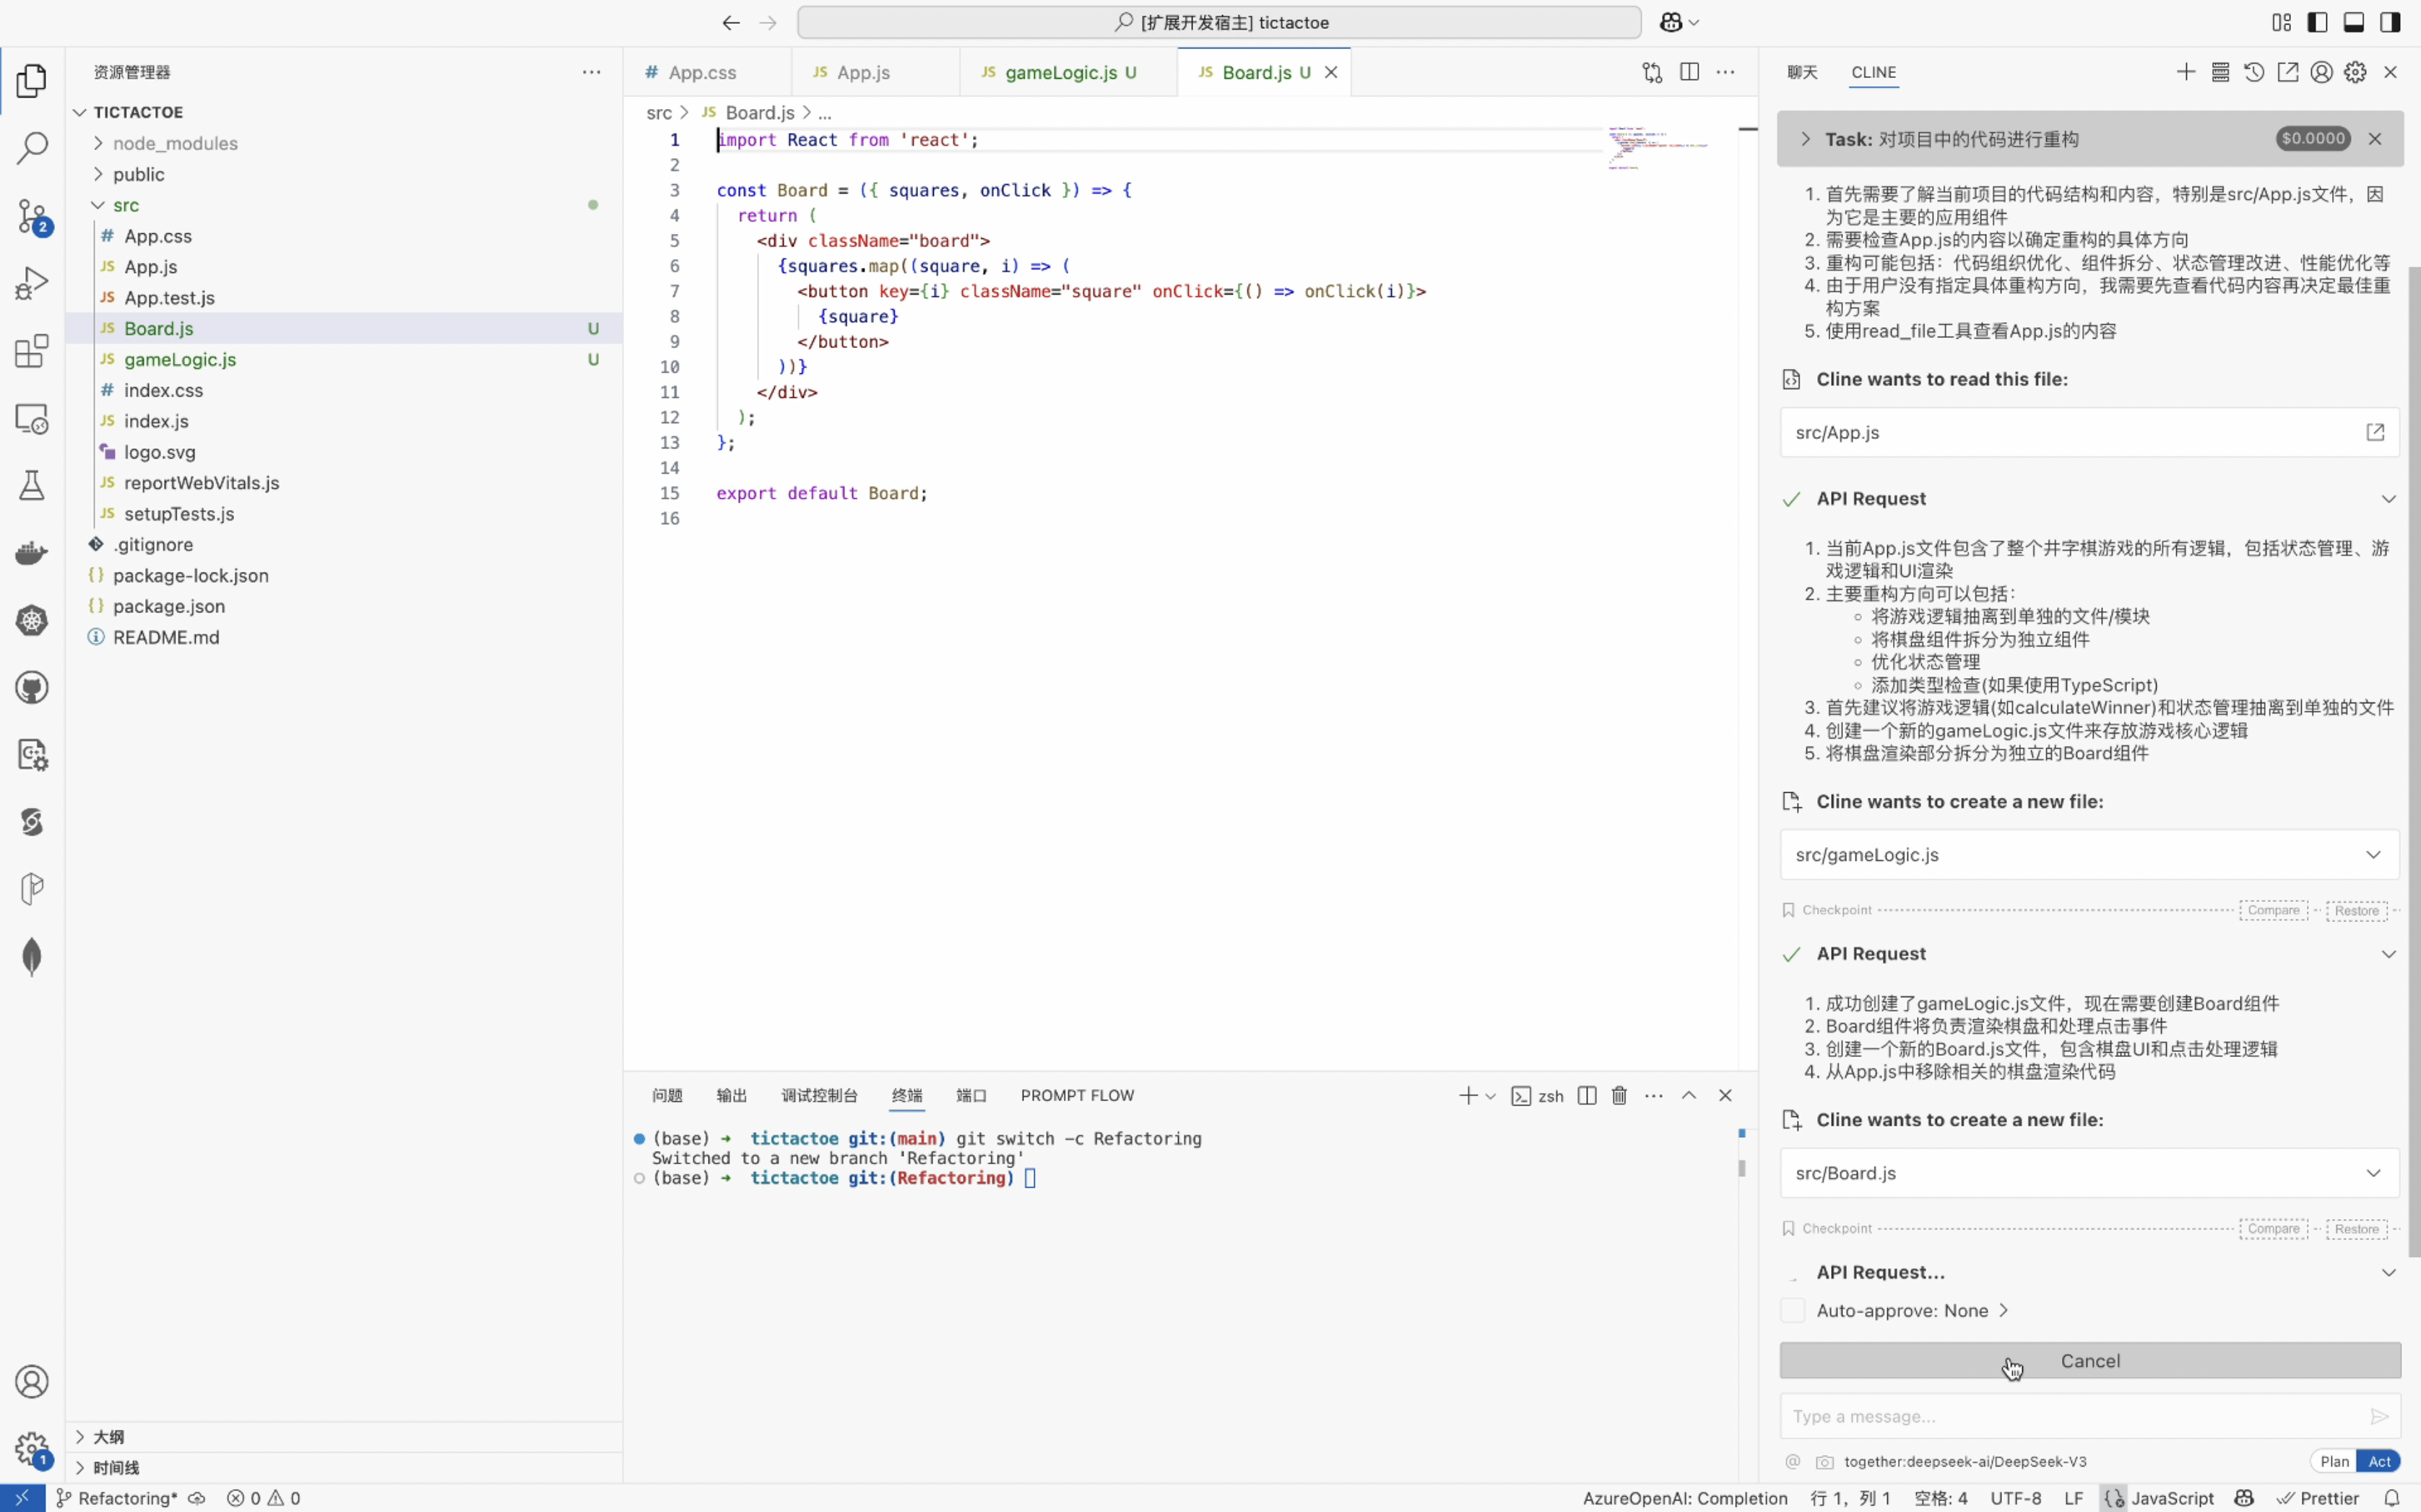 [扩展开发宿主] tictactoe
资源管理器
TICTACTOE
node_modules
public
src
# App.css
JS App.js
JS App.test.js
JS Board.js U
JS gameLogic.js U
# index.css
JS index.js
logo.svg
JS reportWebVitals.js
JS setupTests.js
.gitignore
{} package-lock.json
{} package.json
README.md
大纲
时间线
# App.css
JS App.js
JS gameLogic.js U
JS Board.js U
src > JS Board.js > ...
1 import React from 'react';
2
3 const Board = ({ squares, onClick }) => {
4 return (
5 <div className="board">
6 {squares.map((square, i) => (
7 <button key={i} className="square" onClick={() => onClick(i)}>
8 {square}
9 </button>
10 ))}
11 </div>
12 );
13 };
14
15 export default Board;
16
问题 输出 调试控制台 终端 端口 PROMPT FLOW
zsh
(base) → tictactoe git:(main) git switch -c Refactoring
Switched to a new branch 'Refactoring'
(base) → tictactoe git:(Refactoring)
聊天 CLINE
Task: 对项目中的代码进行重构 $0.0000
1. 首先需要了解当前项目的代码结构和内容，特别是src/App.js文件，因
为它是主要的应用组件
2. 需要检查App.js的内容以确定重构的具体方向
3. 重构可能包括：代码组织优化、组件拆分、状态管理改进、性能优化等
4. 由于用户没有指定具体重构方向，我需要先查看代码内容再决定最佳重
构方案
5. 使用read_file工具查看App.js的内容
Cline wants to read this file:
src/App.js
API Request
1. 当前App.js文件包含了整个井字棋游戏的所有逻辑，包括状态管理、游
戏逻辑和UI渲染
2. 主要重构方向可以包括：
将游戏逻辑抽离到单独的文件/模块
将棋盘组件拆分为独立组件
优化状态管理
添加类型检查(如果使用TypeScript)
3. 首先建议将游戏逻辑(如calculateWinner)和状态管理抽离到单独的文件
4. 创建一个新的gameLogic.js文件来存放游戏核心逻辑
5. 将棋盘渲染部分拆分为独立的Board组件
Cline wants to create a new file:
src/gameLogic.js
Checkpoint Compare Restore
API Request
1. 成功创建了gameLogic.js文件，现在需要创建Board组件
2. Board组件将负责渲染棋盘和处理点击事件
3. 创建一个新的Board.js文件，包含棋盘UI和点击处理逻辑
4. 从App.js中移除相关的棋盘渲染代码
Cline wants to create a new file:
src/Board.js
Checkpoint Compare Restore
API Request...
Auto-approve: None
Cancel
Type a message...
@ together:deepseek-ai/DeepSeek-V3 Plan Act
2
1
Refactoring* 0 0 AzureOpenAI: Completion 行 1，列 1 空格: 4 UTF-8 LF JavaScript Prettier